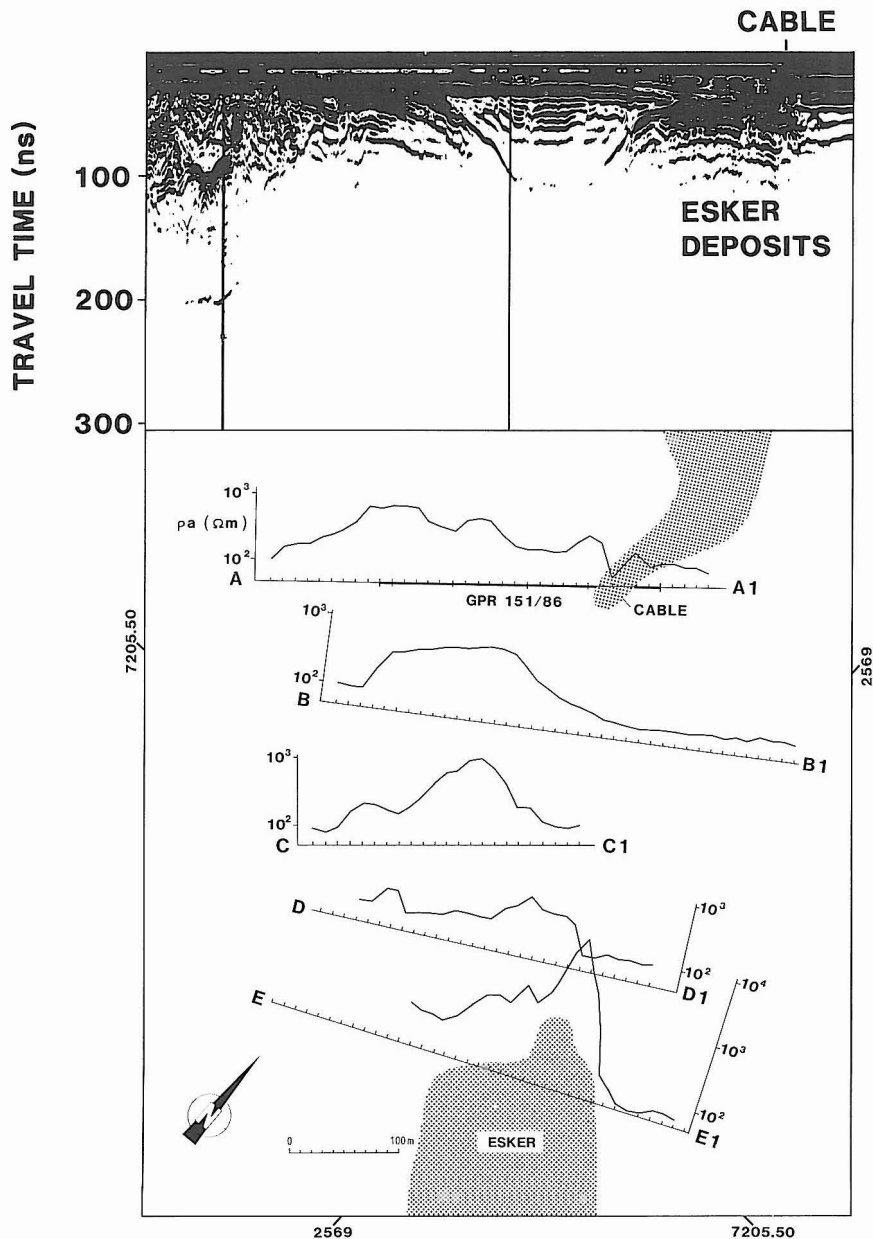 CABLE
TRAVEL TIME (ns)
100
200
300
ESKER
DEPOSITS
10³
ρa (Ωm)
10²
A
A1
GPR 151/86
CABLE
7205.50
2569
10³
10²
B
B1
10³
10²
C
C1
D
10³
10²
D1
E
10⁴
10³
10²
E1
N
0
100m
ESKER
2569
7205.50